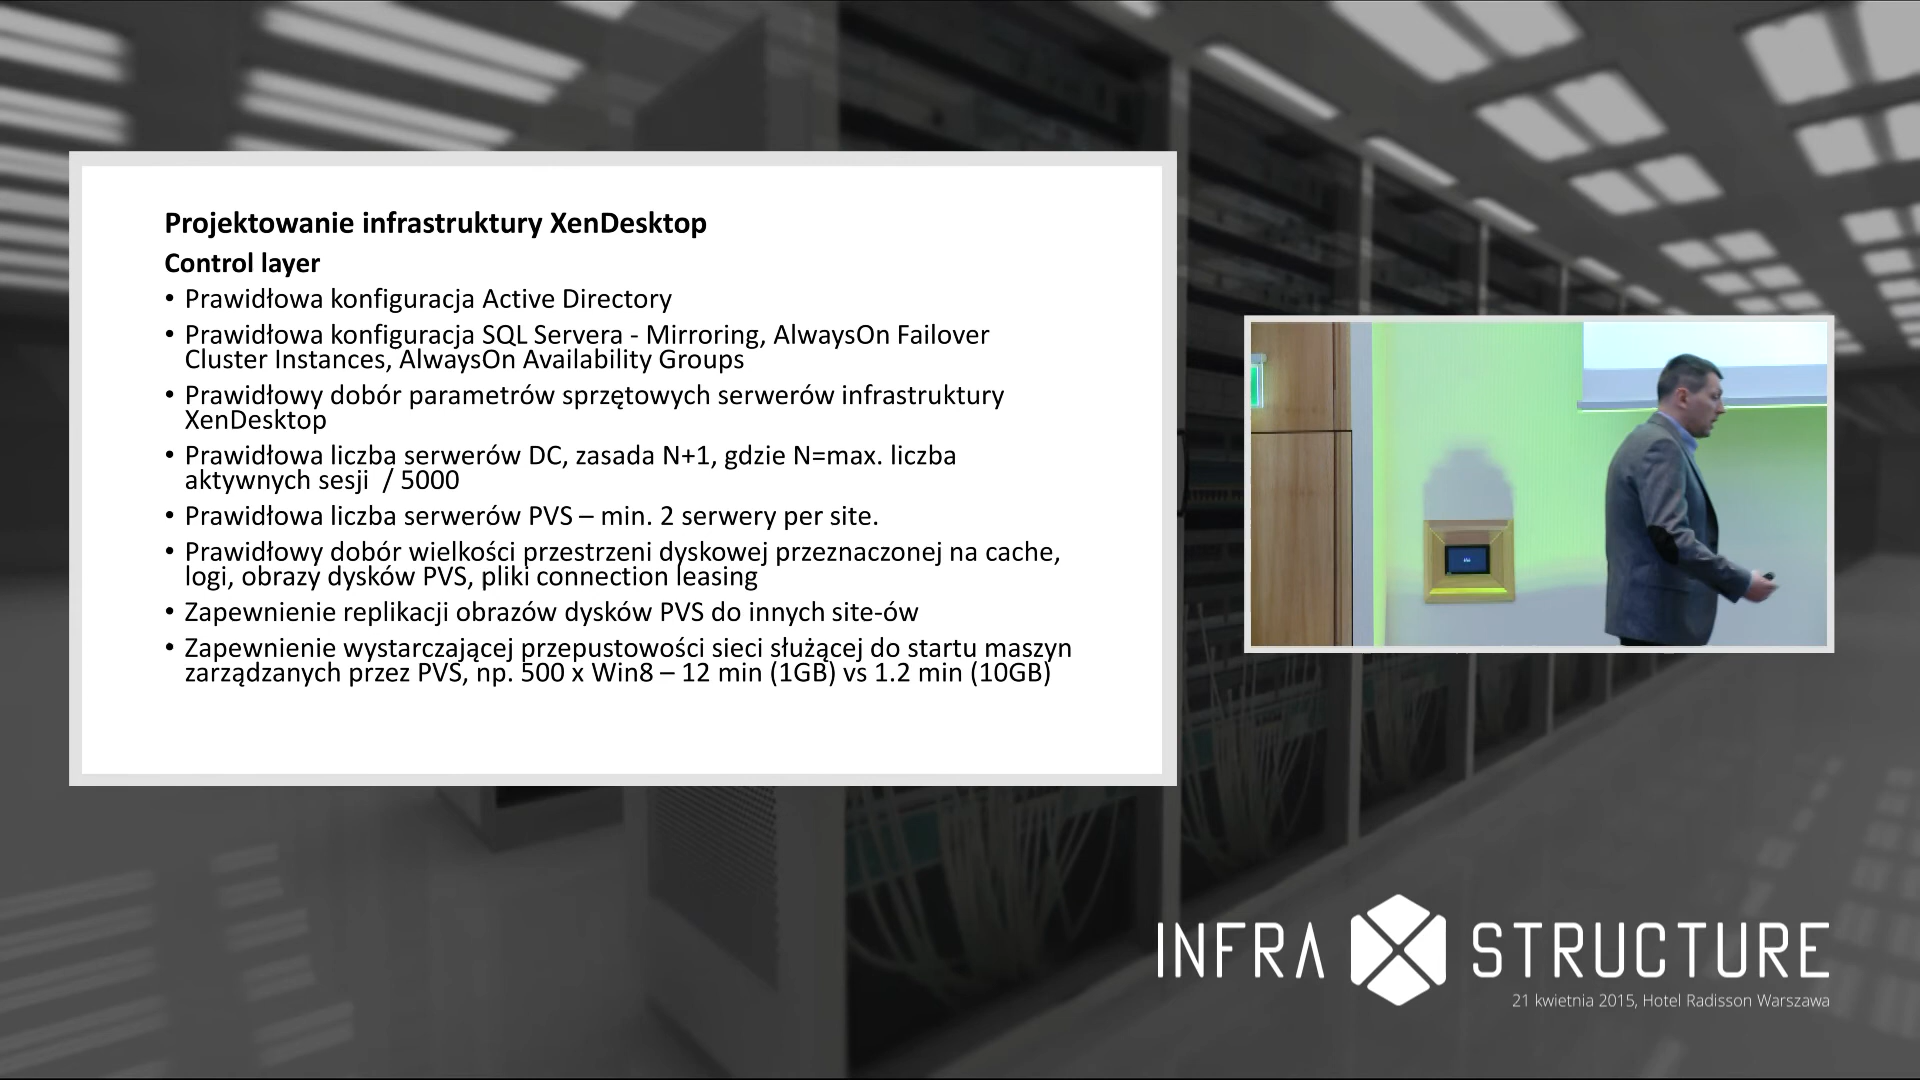 Projektowanie infrastruktury XenDesktop
Control layer
• Prawidłowa konfiguracja Active Directory
• Prawidłowa konfiguracja SQL Servera - Mirroring, AlwaysOn Failover
Cluster Instances, AlwaysOn Availability Groups
• Prawidłowy dobór parametrów sprzętowych serwerów infrastruktury
XenDesktop
• Prawidłowa liczba serwerów DC, zasada N+1, gdzie N=max. liczba
aktywnych sesji / 5000
• Prawidłowa liczba serwerów PVS – min. 2 serwery per site.
• Prawidłowy dobór wielkości przestrzeni dyskowej przeznaczonej na cache,
logi, obrazy dysków PVS, pliki connection leasing
• Zapewnienie replikacji obrazów dysków PVS do innych site-ów
• Zapewnienie wystarczającej przepustowości sieci służącej do startu maszyn
zarządzanych przez PVS, np. 500 x Win8 – 12 min (1GB) vs 1.2 min (10GB)
INFRA STRUCTURE
21 kwietnia 2015, Hotel Radisson Warszawa